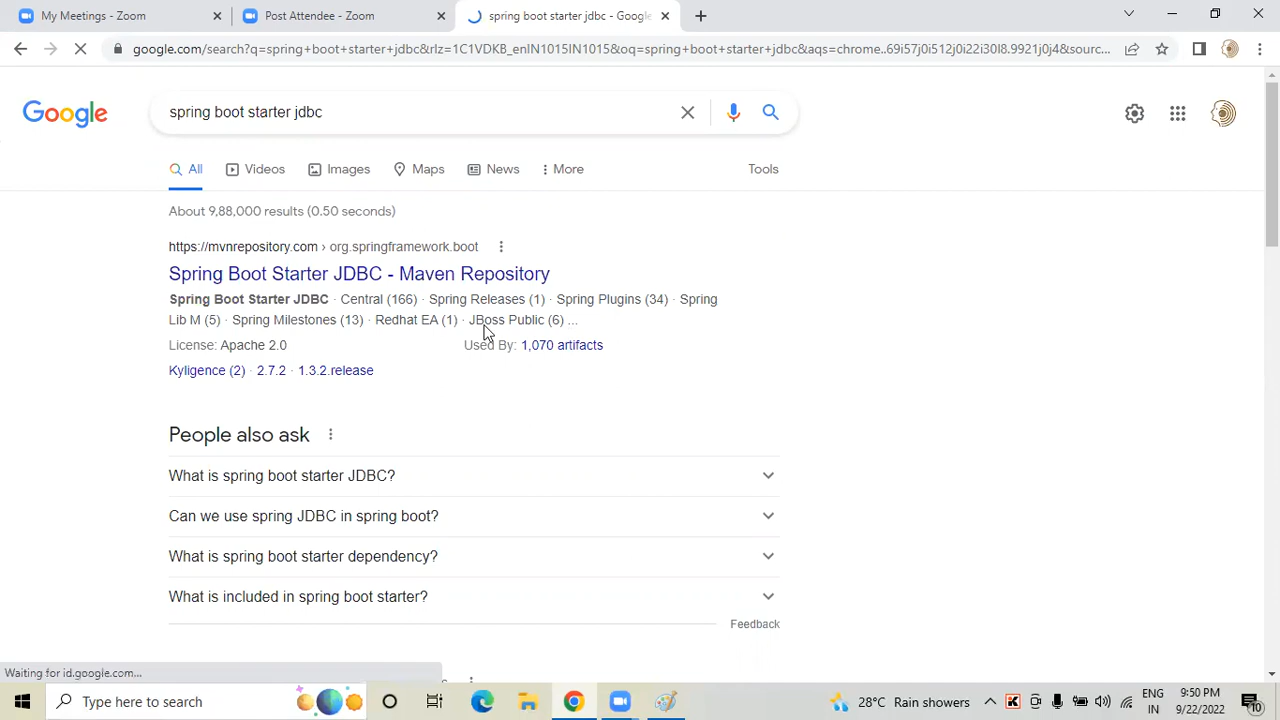 My Meetings - Zoom
Post Attendee - Zoom
spring boot starter jdbc - Google
google.com/search?q=spring+boot+starter+jdbc&rlz=1C1VDKB_enIN1015IN1015&oq=spring+boot+starter+jdbc&aqs=chrome..69i57j0i512j0i22i30l8.9921j0j4&sourc...
Google
spring boot starter jdbc
All
Videos
Images
Maps
News
More
Tools
About 9,88,000 results (0.50 seconds)
https://mvnrepository.com › org.springframework.boot
Spring Boot Starter JDBC - Maven Repository
Spring Boot Starter JDBC · Central (166) · Spring Releases (1) · Spring Plugins (34) · Spring
Lib M (5) · Spring Milestones (13) · Redhat EA (1) · JBoss Public (6) ...
License: Apache 2.0
Used By: 1,070 artifacts
Kyligence (2) · 2.7.2 · 1.3.2.release
People also ask
What is spring boot starter JDBC?
Can we use spring JDBC in spring boot?
What is spring boot starter dependency?
What is included in spring boot starter?
Feedback
Waiting for id.google.com...
Type here to search
28°C Rain showers
ENG
IN
9:50 PM
9/22/2022
10